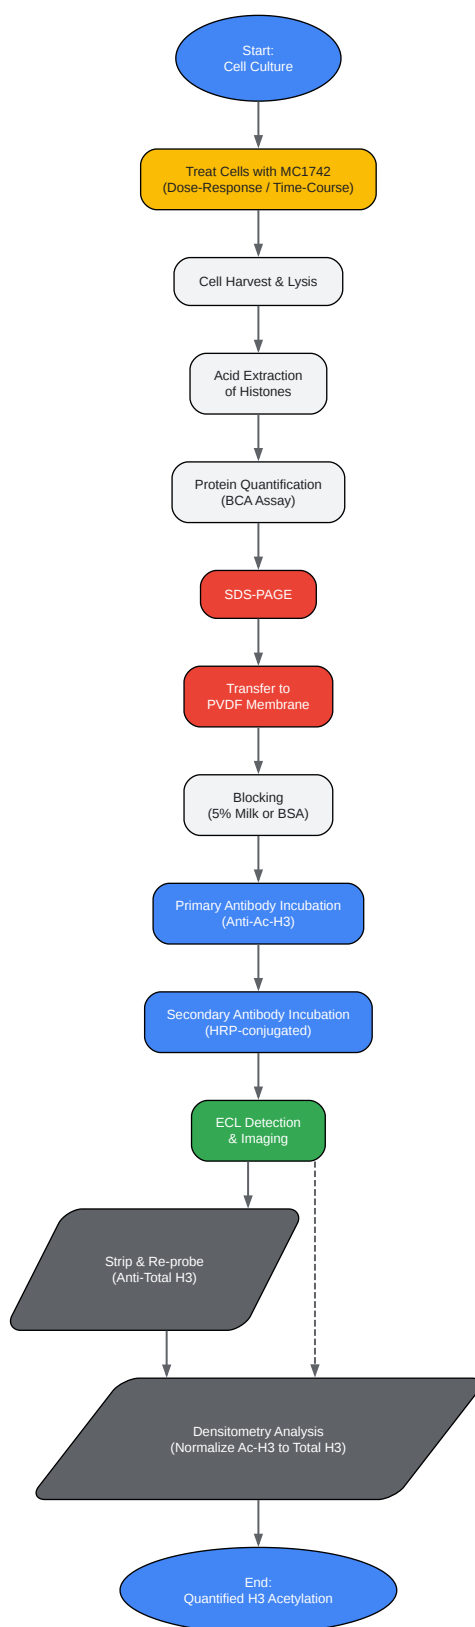 Start:
Cell Culture
Treat Cells with MC1742
(Dose-Response / Time-Course)
Cell Harvest & Lysis
Acid Extraction
of Histones
Protein Quantification
(BCA Assay)
SDS-PAGE
Transfer to
PVDF Membrane
Blocking
(5% Milk or BSA)
Primary Antibody Incubation
(Anti-Ac-H3)
Secondary Antibody Incubation
(HRP-conjugated)
ECL Detection
& Imaging
Strip & Re-probe
(Anti-Total H3)
Densitometry Analysis
(Normalize Ac-H3 to Total H3)
End:
Quantified H3 Acetylation